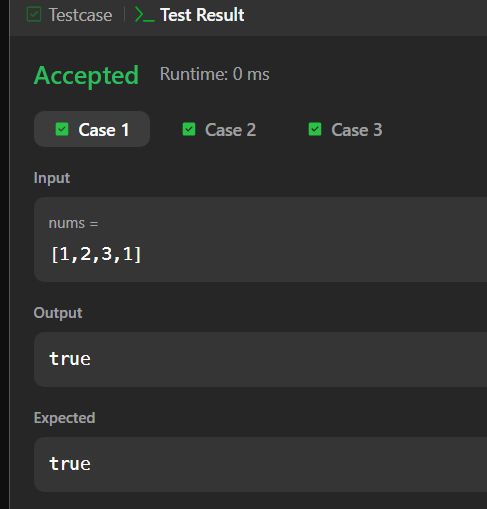 Testcase | >_ Test Result
Accepted Runtime: 0 ms
Case 1 Case 2 Case 3
Input
nums =
[1,2,3,1]
Output
true
Expected
true